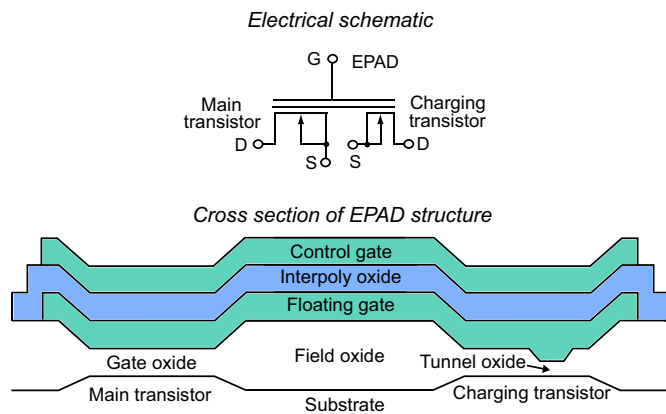 Electrical schematic
G EPAD
Main
transistor
Charging
transistor
D
S
S
D
Cross section of EPAD structure
Control gate
Interpoly oxide
Floating gate
Gate oxide
Field oxide
Tunnel oxide
Main transistor
Substrate
Charging transistor